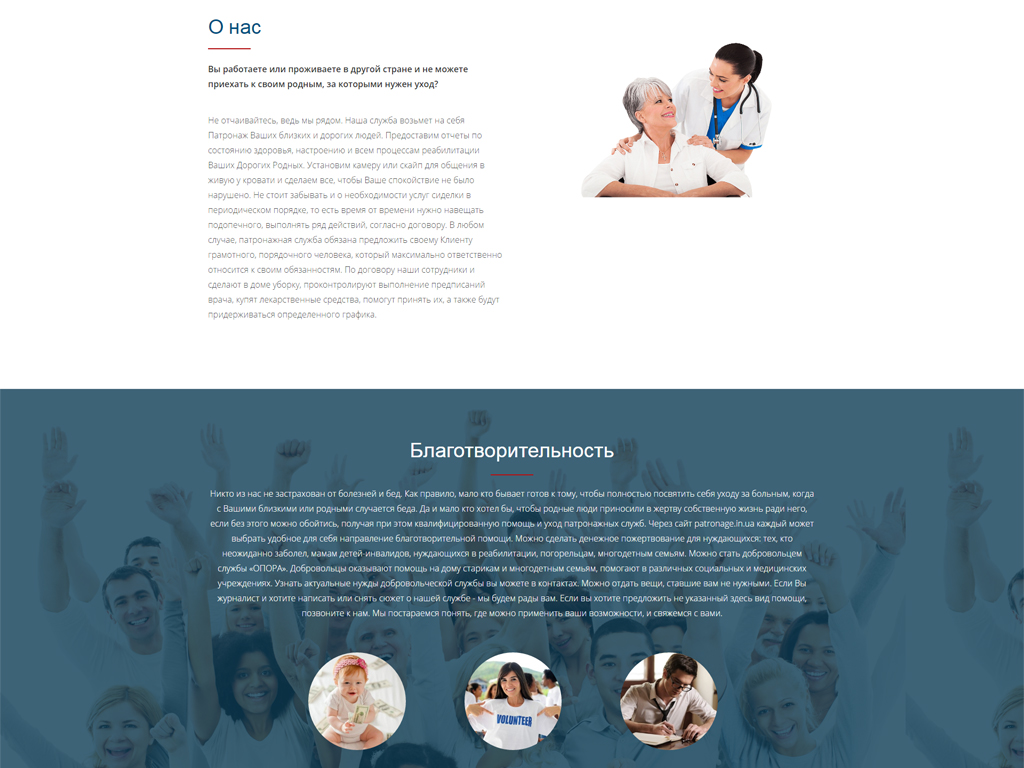 О нас
Вы работаете или проживаете в другой стране и не можете
приехать к своим родным, за которыми нужен уход?
Не отчаивайтесь, ведь мы рядом. Наша служба возьмет на себя
Патронаж Ваших близких и дорогих людей. Предоставим отчеты по
состоянию здоровья, настроению и всем процессам реабилитации
Ваших Дорогих Родных. Установим камеру или скайп для общения в
живую у кровати и сделаем все, чтобы Ваше спокойствие не было
нарушено. Не стоит забывать и о необходимости услуг сиделки в
периодическом порядке, то есть время от времени нужно навещать
подопечного, выполнять ряд действий, согласно договору. В любом
случае, патронажная служба обязана предложить своему Клиенту
грамотного, порядочного человека, который максимально ответственно
относится к своим обязанностям. По договору наши сотрудники и
сделают в доме уборку, проконтролируют выполнение предписаний
врача, купят лекарственные средства, помогут принять их, а также будут
придерживаться определенного графика.
Благотворительность
Никто из нас не застрахован от болезней и бед. Как правило, мало кто бывает готов к тому, чтобы полностью посвятить себя уходу за больным, когда
с Вашими близкими или родными случается беда. Да и мало кто хотел бы, чтобы родные люди приносили в жертву собственную жизнь ради него,
если без этого можно обойтись, получая при этом квалифицированную помощь и уход патронажных служб. Через сайт patronage.in.ua каждый может
выбрать удобное для себя направление благотворительной помощи. Можно сделать денежное пожертвование для нуждающихся: тех, кто
неожиданно заболел, мамам детей-инвалидов, нуждающихся в реабилитации, погорельцам, многодетным семьям. Можно стать добровольцем
службы «ОПОРА». Добровольцы оказывают помощь на дому старикам и многодетным семьям, помогают в различных социальных и медицинских
учреждениях. Узнать актуальные нужды добровольческой службы вы можете в контактах. Можно отдать вещи, ставшие вам не нужными. Если Вы
журналист и хотите написать или снять сюжет о нашей службе - мы будем рады вам. Если вы хотите предложить не указанный здесь вид помощи,
позвоните к нам. Мы постараемся понять, где можно применить ваши возможности, и свяжемся с вами.
VOLUNTEER